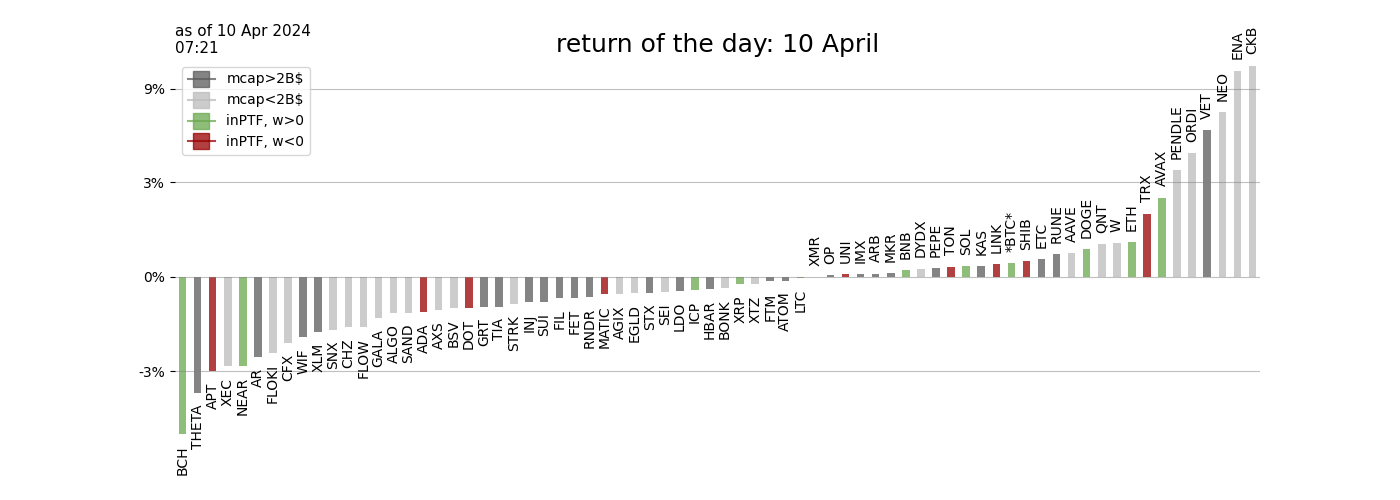 as of 10 Apr 2024
07:21
return of the day: 10 April
mcap>2B$
mcap<2B$
inPTF, w>0
inPTF, w<0
9%
3%
0%
-3%
BCH
THETA
APT
XEC
NEAR
AR
FLOKI
CFX
WIF
XLM
SNX
CHZ
FLOW
GALA
ALGO
SAND
ADA
AXS
BSV
DOT
GRT
TIA
STRK
INJ
SUI
FIL
FET
RNDR
MATIC
AGIX
EGLD
STX
SEI
LDO
ICP
HBAR
BONK
XRP
XTZ
FTM
ATOM
LTC
XMR
OP
UNI
IMX
ARB
MKR
BNB
DYDX
PEPE
TON
SOL
KAS
LINK
*BTC*
SHIB
ETC
RUNE
AAVE
DOGE
QNT
W
ETH
TRX
AVAX
PENDLE
ORDI
VET
NEO
ENA
CKB